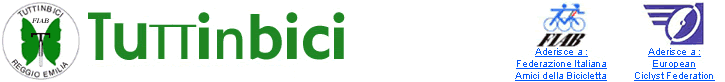 TUTTINBICI
FIAB
REGGIO EMILIA
Tuttinbici
FIAB
Aderisce a :
Federazione Italiana
Amici della Bicicletta
Aderisce a :
European
Ciclyst Federation